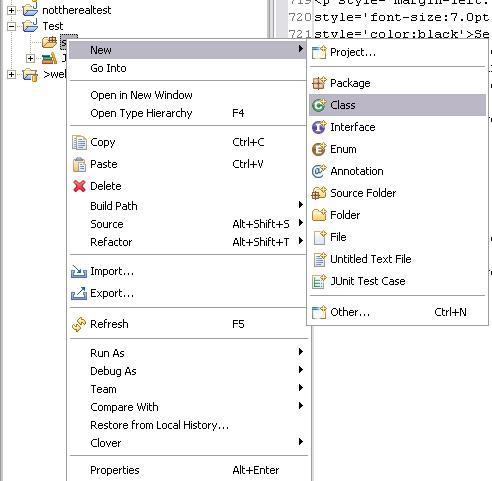 nottherealtest
Test
>wel
719 <p style='margin-left:
720 style='font-size:7.0pt
721 style='color:black'>Se
New
Go Into
Open in New Window
Open Type Hierarchy F4
Copy Ctrl+C
Paste Ctrl+V
Delete
Build Path
Source Alt+Shift+S
Refactor Alt+Shift+T
Import...
Export...
Refresh F5
Run As
Debug As
Team
Compare With
Restore from Local History...
Clover
Properties Alt+Enter
Project...
Package
Class
Interface
Enum
Annotation
Source Folder
Folder
File
Untitled Text File
JUnit Test Case
Other... Ctrl+N